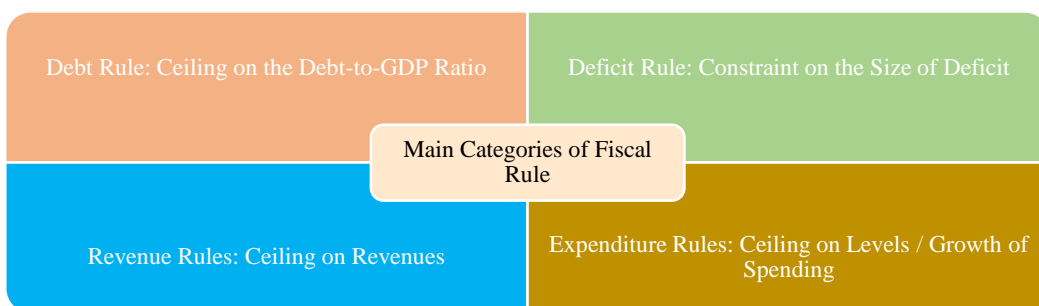 Debt Rule: Ceiling on the Debt-to-GDP Ratio
Deficit Rule: Constraint on the Size of Deficit
Main Categories of Fiscal
Rule
Revenue Rules: Ceiling on Revenues
Expenditure Rules: Ceiling on Levels / Growth of
Spending